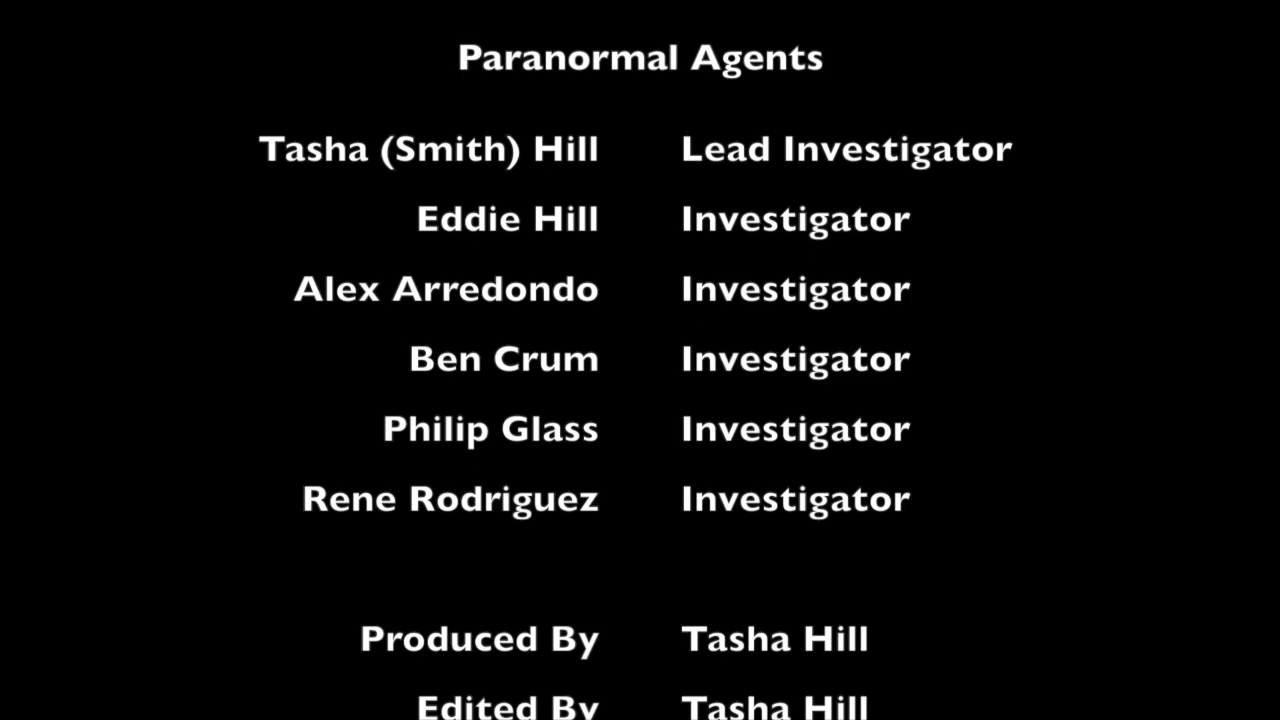 Paranormal Agents
Tasha (Smith) Hill Lead Investigator
Eddie Hill Investigator
Alex Arredondo Investigator
Ben Crum Investigator
Philip Glass Investigator
Rene Rodriguez Investigator
Produced By Tasha Hill
Edited By Tasha Hill